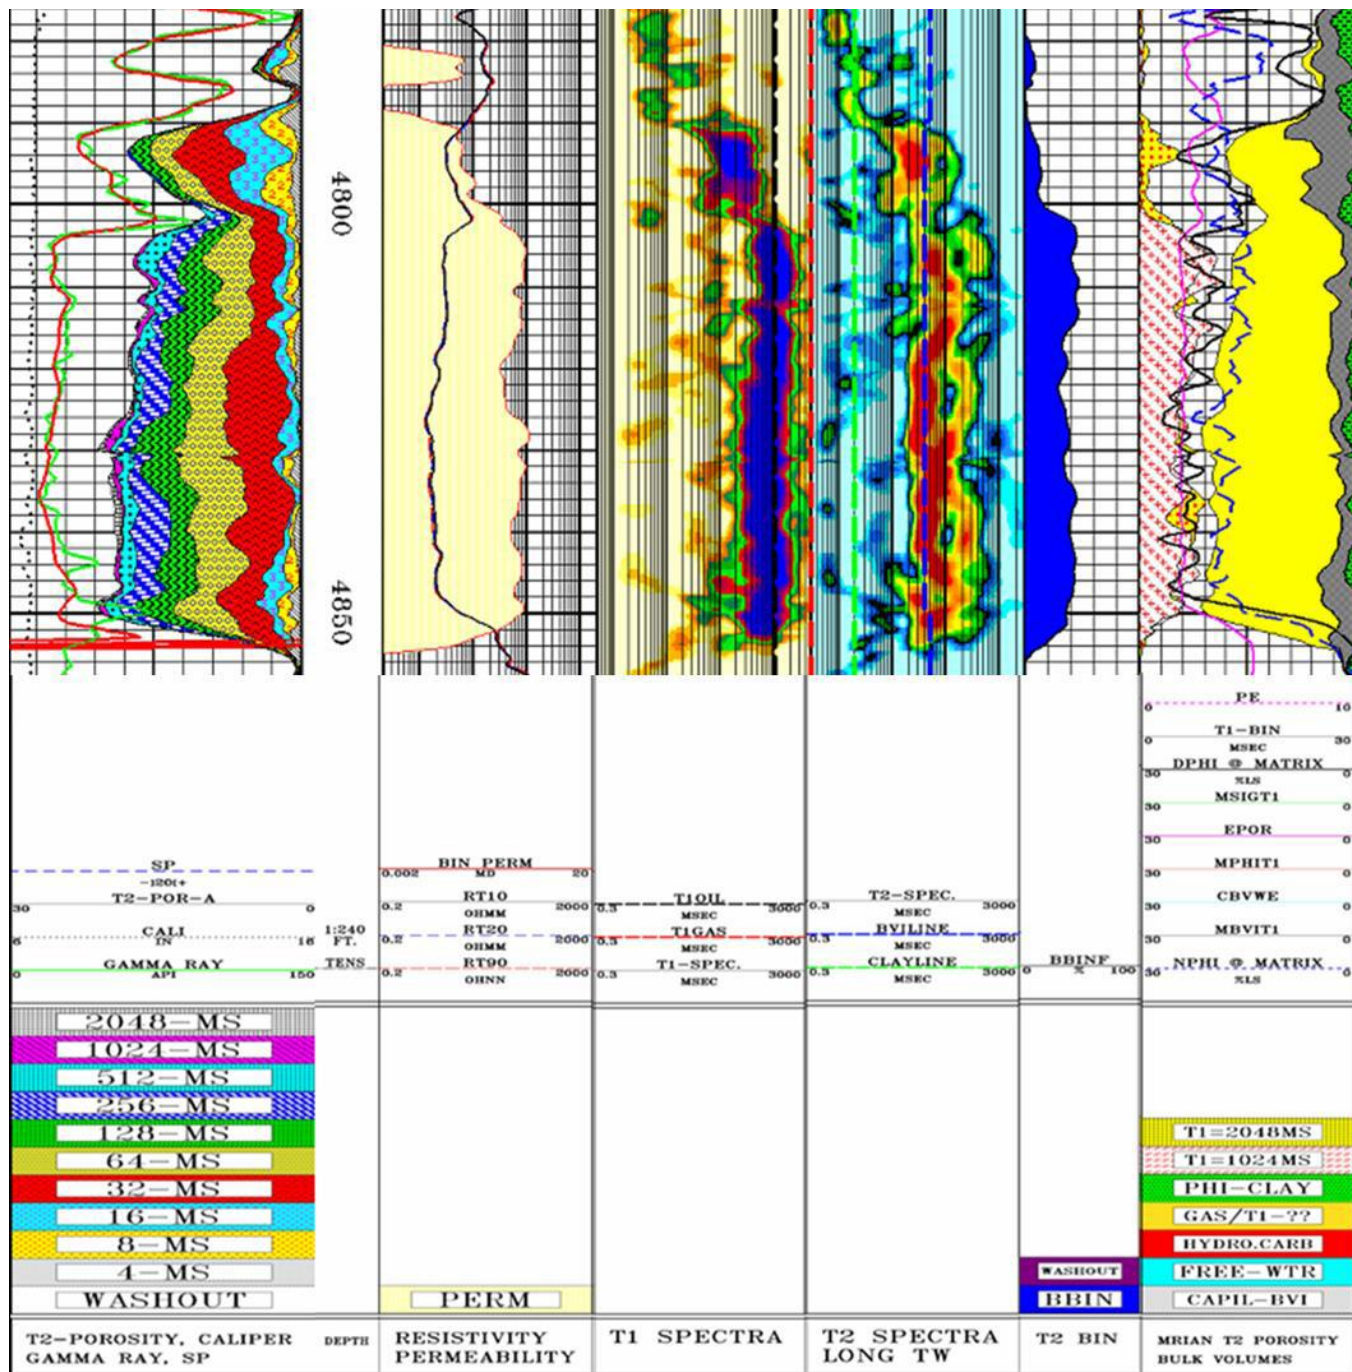 4800
4850
SP
-|20|+
T2-POR-A
30 0
CALI
6 IN 16
GAMMA RAY
0 API 150
1:240
FT.
TENS
BIN PERM
0.002 MD 20
RT10
0.2 2000
OHMM
RT20
0.2 2000
OHMM
RT90
0.2 2000
OHNN
T1OIL
0.3 3000
MSEC
T1GAS
0.3 3000
MSEC
T1-SPEC.
0.3 3000
MSEC
T2-SPEC.
0.3 3000
MSEC
BVILINE
0.3 3000
MSEC
CLAYLINE
0.3 3000
MSEC
BBINF
0 % 100
PE
0 10
T1-BIN
0 30
MSEC
DPHI @ MATRIX
30 0
%LS
MSIGT1
30 0
EPOR
30 0
MPHIT1
30 0
CBVWE
30 0
MBVIT1
30 0
NPHI @ MATRIX
30 0
%LS
2048-MS
1024-MS
512-MS
256-MS
128-MS
64-MS
32-MS
16-MS
8-MS
4-MS
WASHOUT
PERM
WASHOUT
BBIN
T1=2048MS
T1=1024MS
PHI-CLAY
GAS/T1-??
HYDRO.CARB
FREE-WTR
CAPIL-BVI
T2-POROSITY, CALIPER
GAMMA RAY, SP
DEPTH
RESISTIVITY
PERMEABILITY
T1 SPECTRA
T2 SPECTRA
LONG TW
T2 BIN
MRIAN T2 POROSITY
BULK VOLUMES